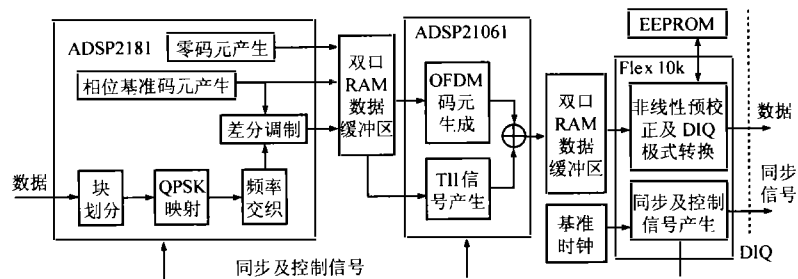 ADSP2181
零码元产生
相位基准码元产生
差分调制
数据
块
划分
QPSK
映射
频率
交织
双口
RAM
数据
缓冲区
ADSP21061
OFDM
码元
生成
TII信
号产生
双口
RAM
数据
缓冲区
基准
时钟
EEPROM
Flex 10k
非线性预校
正及 DIQ
极式转换
同步及控制
信号产生
数据
同步
信号
DIQ
同步及控制信号